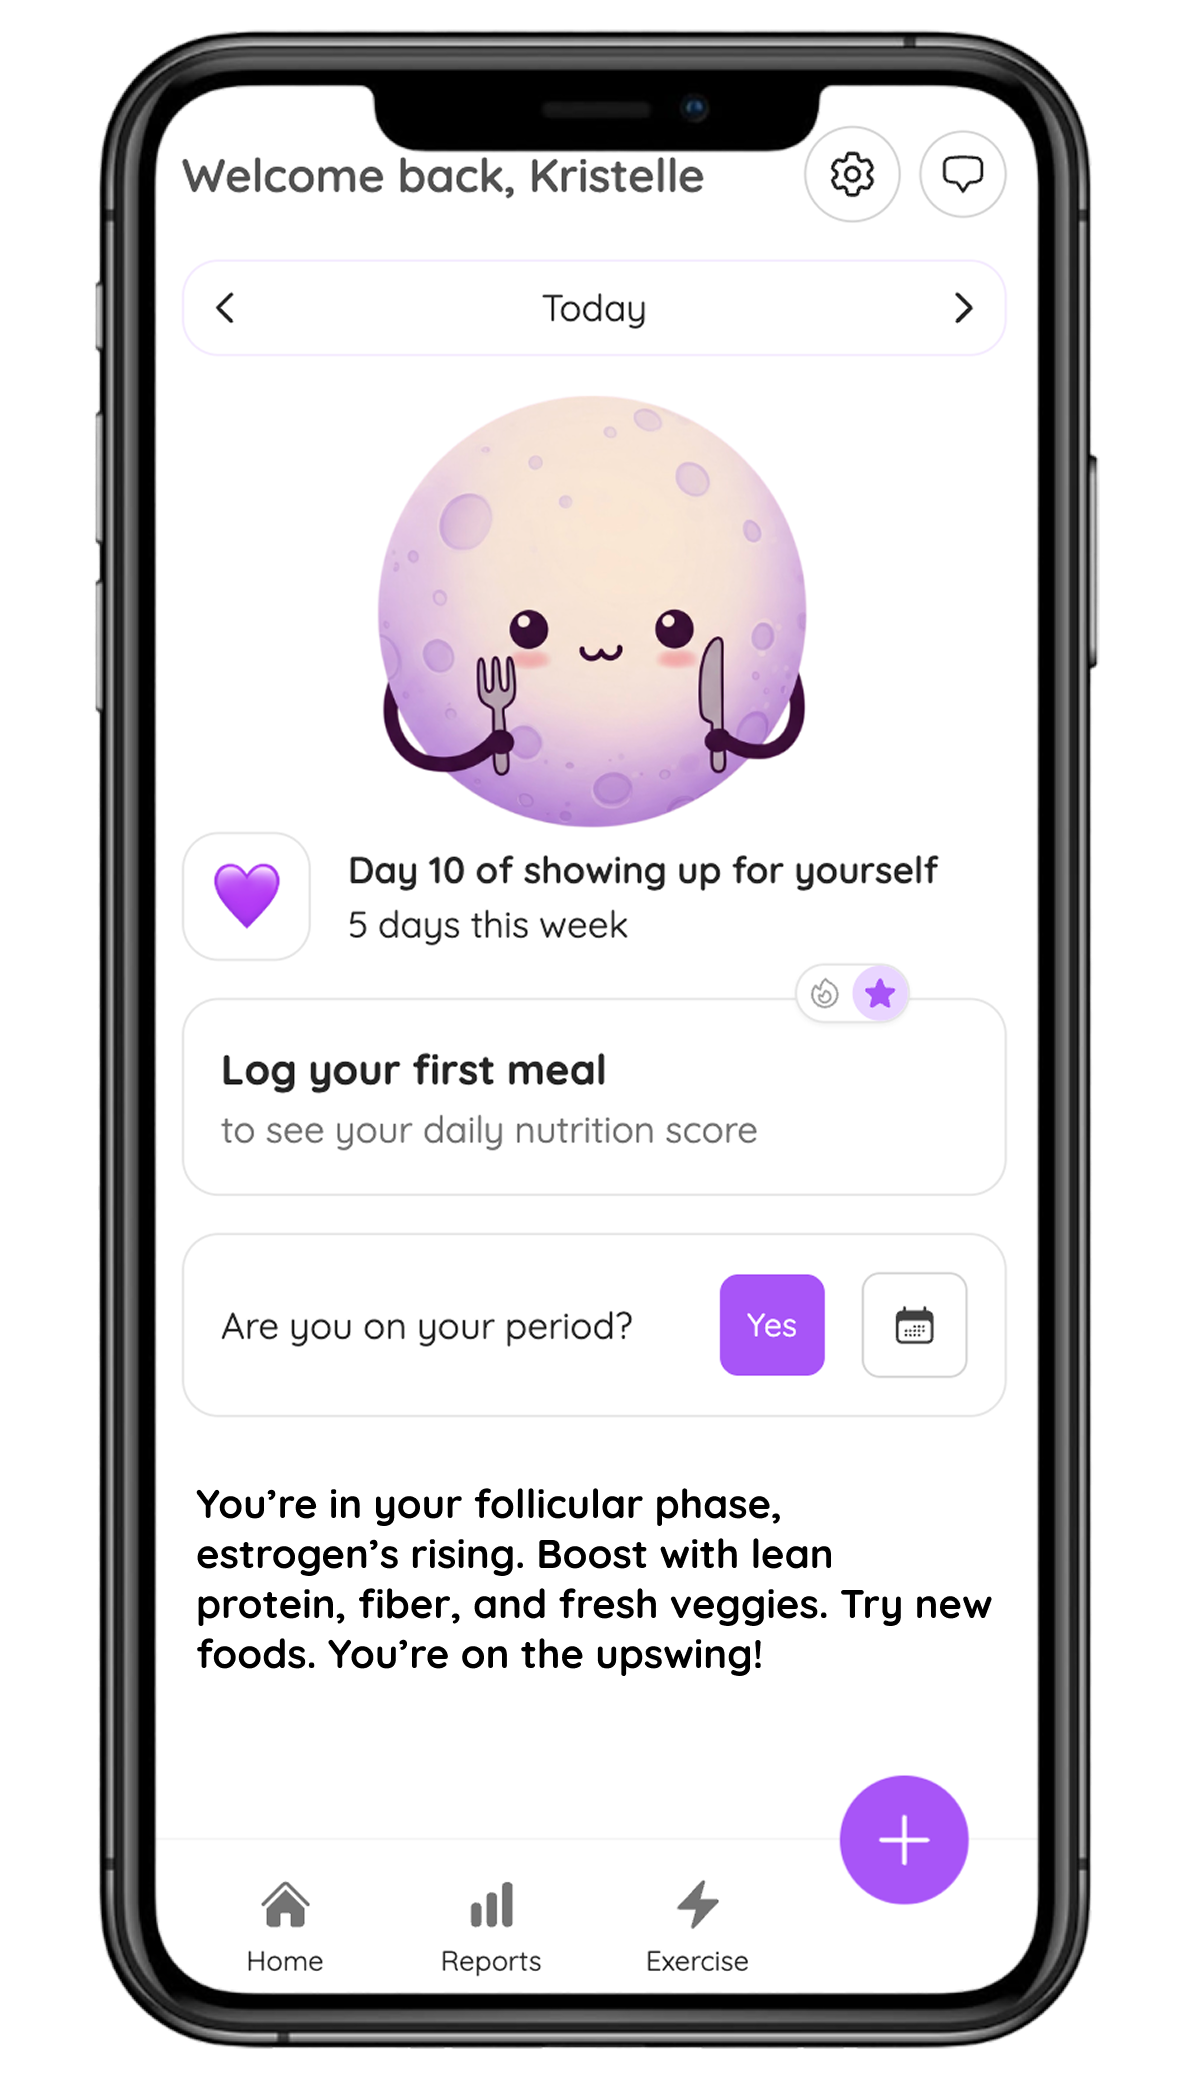 Welcome back, Kristelle
Today
Day 10 of showing up for yourself
5 days this week
Log your first meal
to see your daily nutrition score
Are you on your period?
Yes
You’re in your follicular phase,
estrogen’s rising. Boost with lean
protein, fiber, and fresh veggies. Try new
foods. You’re on the upswing!
Home
Reports
Exercise